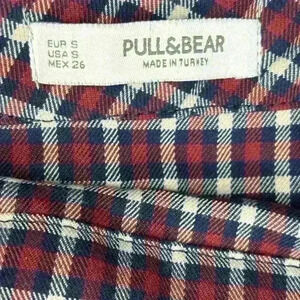 EUR S
USA S
MEX 26
PULL&BEAR
MADE IN TURKEY